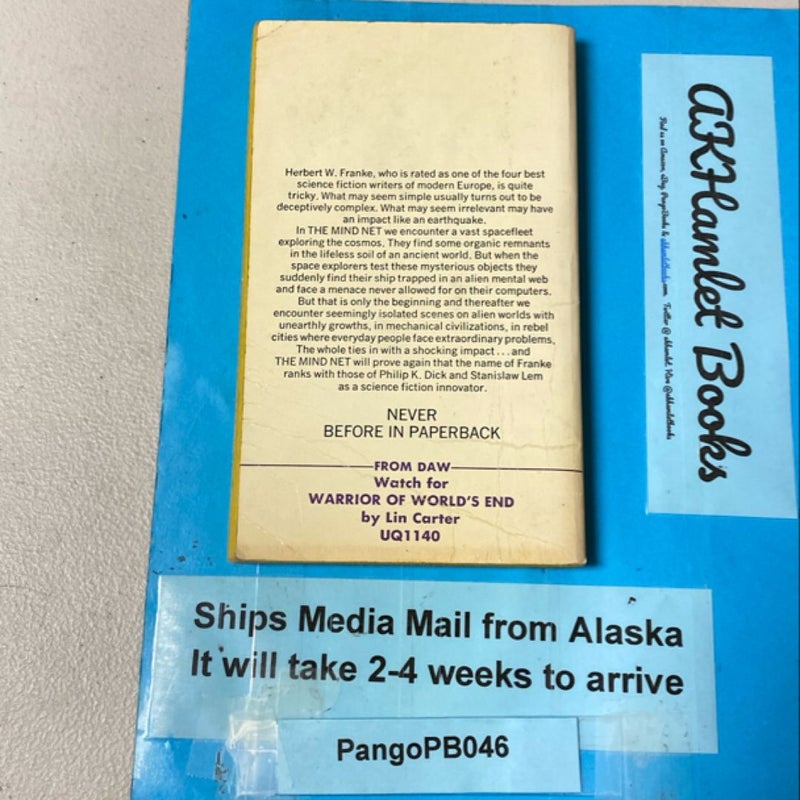 Herbert W. Franke, who is rated as one of the four best
science fiction writers of modern Europe, is quite
tricky. What may seem simple usually turns out to be
deceptively complex. What may seem irrelevant may have
an impact like an earthquake.
In THE MIND NET we encounter a vast spacefleet
exploring the cosmos. They find some organic remnants
in the lifeless soil of an ancient world. But when the
space explorers test these mysterious objects they
suddenly find their ship trapped in an alien mental web
and face a menace never allowed for on their computers.
But that is only the beginning and thereafter we
encounter seemingly isolated scenes on alien worlds with
unearthly growths, in mechanical civilizations, in rebel
cities where everyday people face extraordinary problems.
The whole ties in with a shocking impact...and
THE MIND NET will prove again that the name of Franke
ranks with those of Philip K. Dick and Stanislaw Lem
as a science fiction innovator.
NEVER
BEFORE IN PAPERBACK
FROM DAW
Watch for
WARRIOR OF WORLD'S END
by Lin Carter
UQ1140
AKHamlet Books
Find us on Amazon, eBay, PangoBooks &
Ships Media Mail from Alaska
It will take 2-4 weeks to arrive
PangoPB046